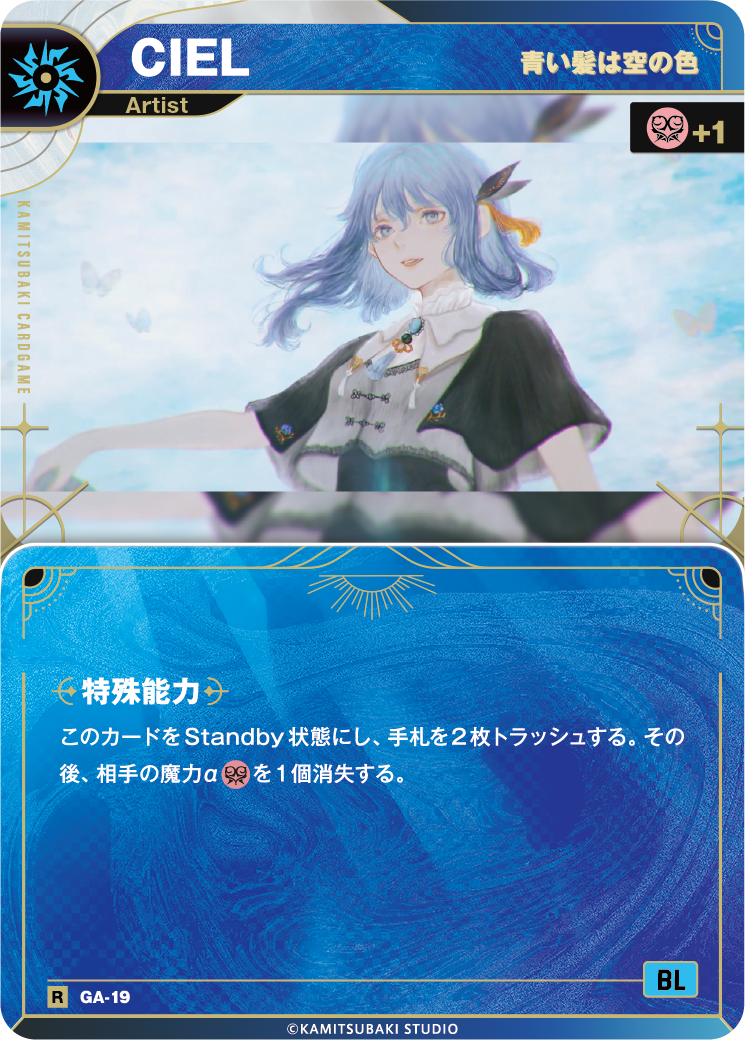 CIEL
青い髪は空の色
Artist
+1
KAMITSUBAKI CARDGAME
特殊能力
このカードをStandby状態にし、手札を2枚トラッシュする。その
後、相手の魔力αを1個消失する。
BL
R GA-19
©KAMITSUBAKI STUDIO